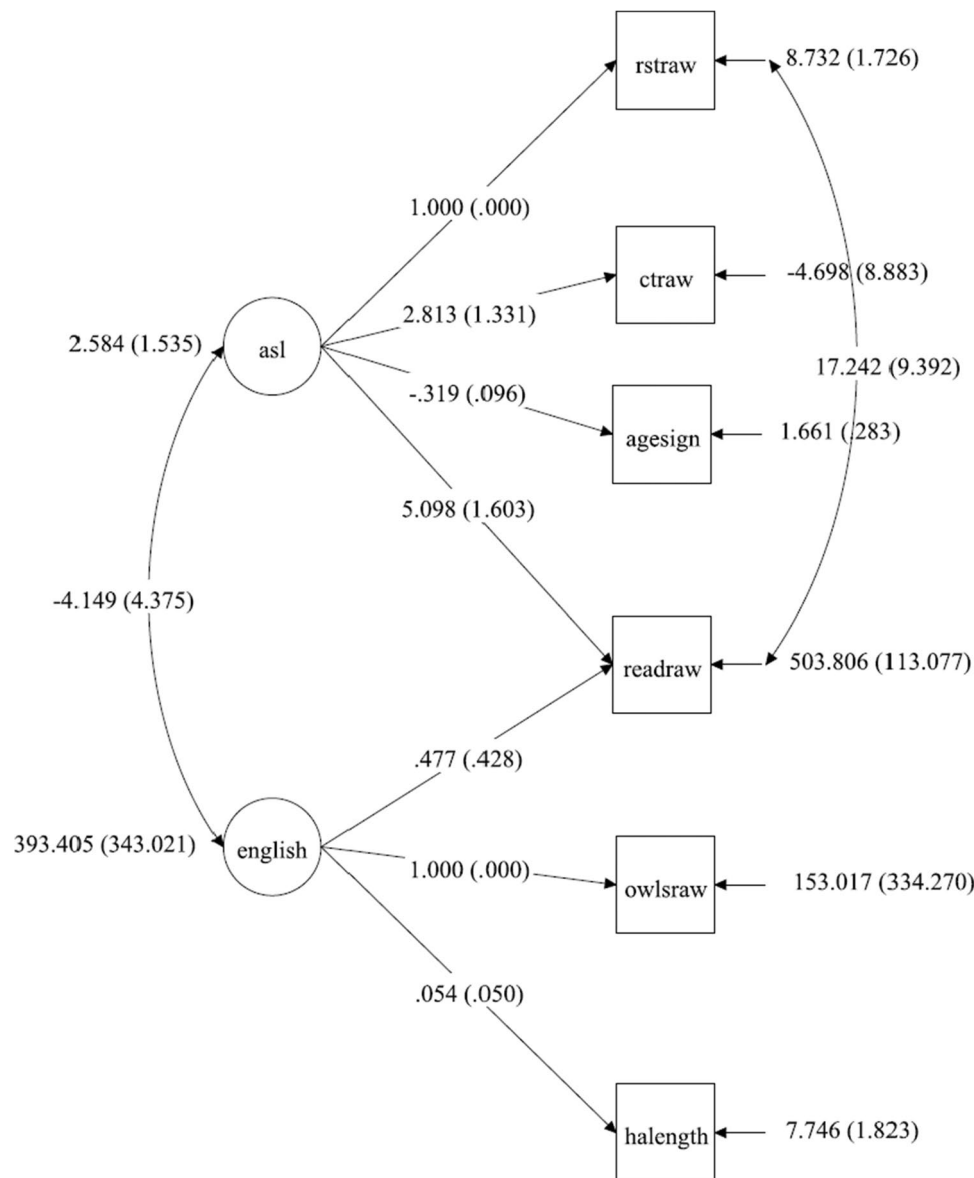 rstraw
8.732 (1.726)
1.000 (.000)
ctraw
-4.698 (8.883)
2.813 (1.331)
2.584 (1.535)
asl
17.242 (9.392)
-.319 (.096)
agesign
1.661 (.283)
5.098 (1.603)
-4.149 (4.375)
readraw
503.806 (113.077)
.477 (.428)
393.405 (343.021)
english
1.000 (.000)
owlsraw
153.017 (334.270)
.054 (.050)
halength
7.746 (1.823)